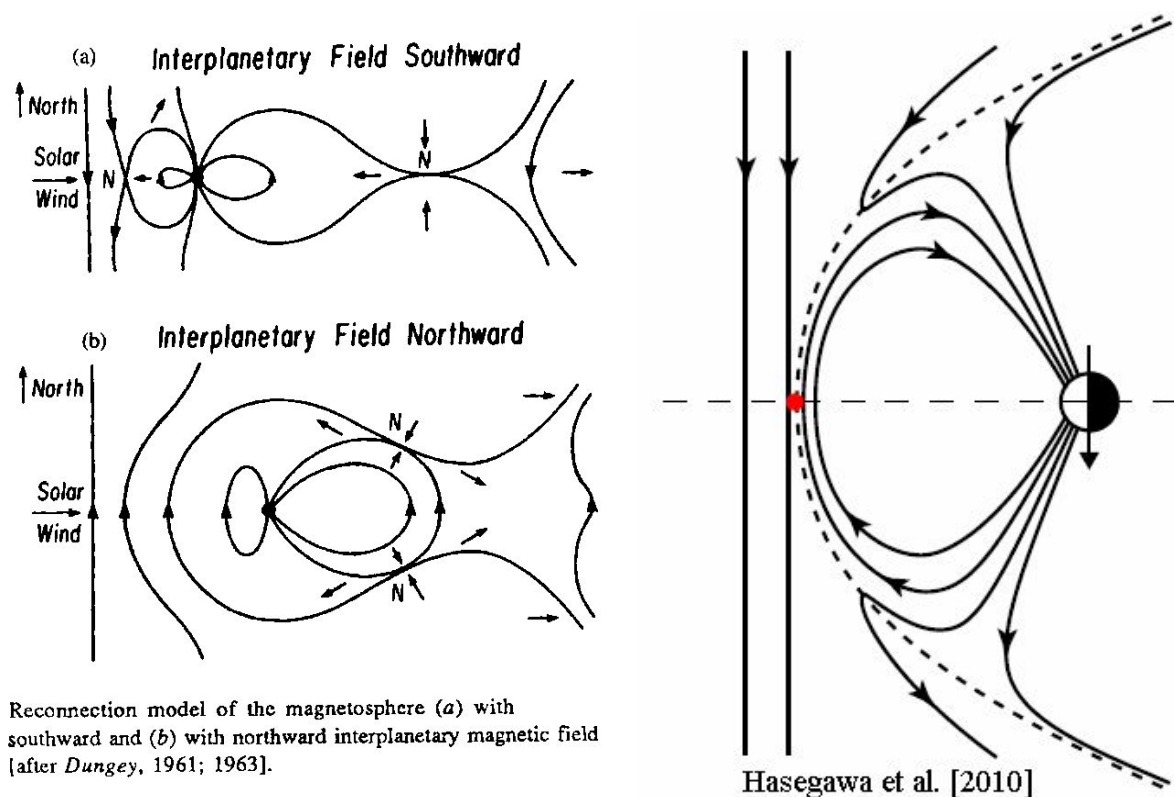 (a) Interplanetary Field Southward
North
Solar
Wind
N
N
(b) Interplanetary Field Northward
North
Solar
Wind
N
N
Reconnection model of the magnetosphere (a) with
southward and (b) with northward interplanetary magnetic field
[after Dungey, 1961; 1963].
Hasegawa et al. [2010]